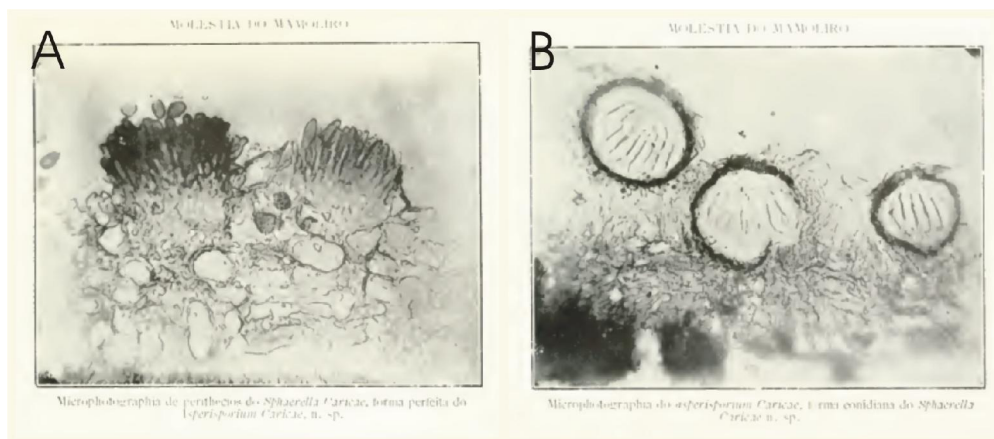 A
MOLESTIA DO MAMOEIRO
Microphotographia de perithecios do Sphaerella Caricae, forma perfeita do
Asperisporium Caricae, n. sp.
B
MOLESTIA DO MAMOEIRO
Microphotographia do Asperisporium Caricae, forma conidiana do Sphaerella
Caricae n. sp.